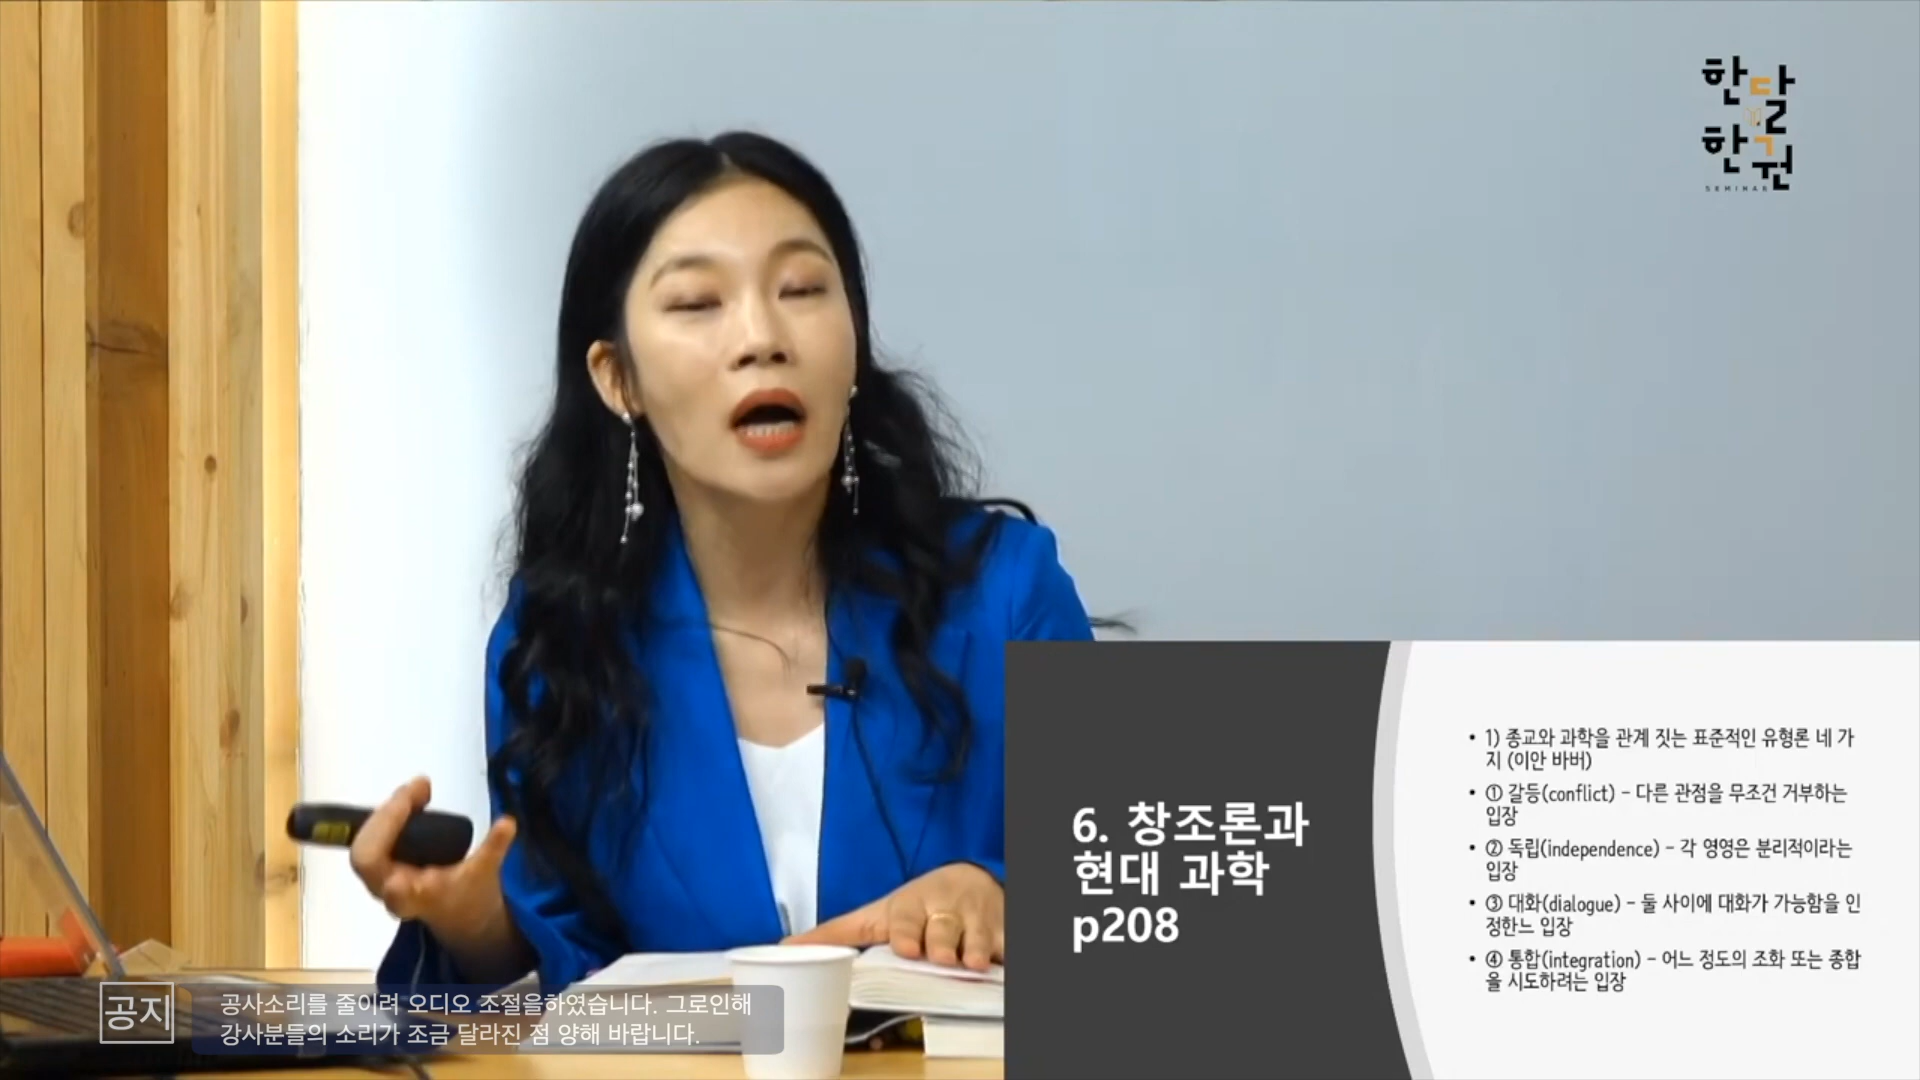 한달
한권
SEMINAR
6. 창조론과
현대 과학
p208
• 1) 종교와 과학을 관계 짓는 표준적인 유형론 네 가
지 (이안 바버)
• ① 갈등(conflict) - 다른 관점을 무조건 거부하는
입장
• ② 독립(independence) - 각 영영은 분리적이라는
입장
• ③ 대화(dialogue) - 둘 사이에 대화가 가능함을 인
정한느 입장
• ④ 통합(integration) - 어느 정도의 조화 또는 종합
을 시도하려는 입장
공지
공사소리를 줄이려 오디오 조절을하였습니다. 그로인해
강사분들의 소리가 조금 달라진 점 양해 바랍니다.